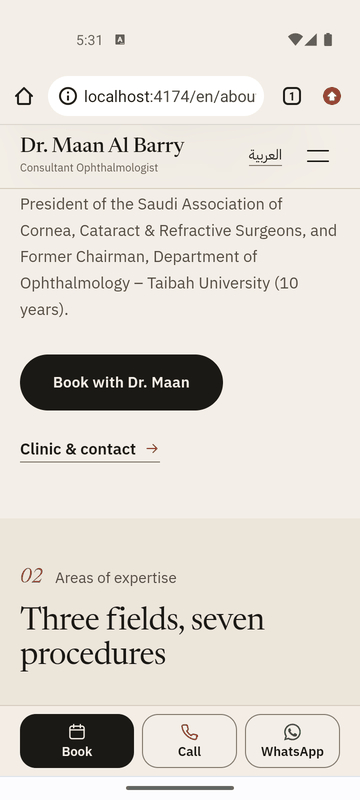 5:31
localhost:4174/en/abou
1
Dr. Maan Al Barry
Consultant Ophthalmologist
العربية
President of the Saudi Association of
Cornea, Cataract & Refractive Surgeons, and
Former Chairman, Department of
Ophthalmology – Taibah University (10
years).
Book with Dr. Maan
Clinic & contact →
02 Areas of expertise
Three fields, seven
procedures
Book
Call
WhatsApp